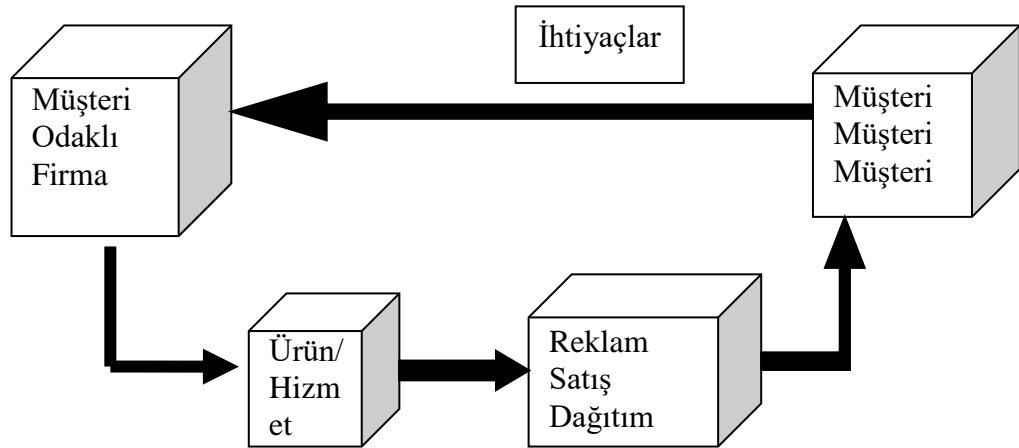 İhtiyaçlar
Müşteri
Odaklı
Firma
Müşteri
Müşteri
Müşteri
Ürün/
Hizm
et
Reklam
Satış
Dağıtım